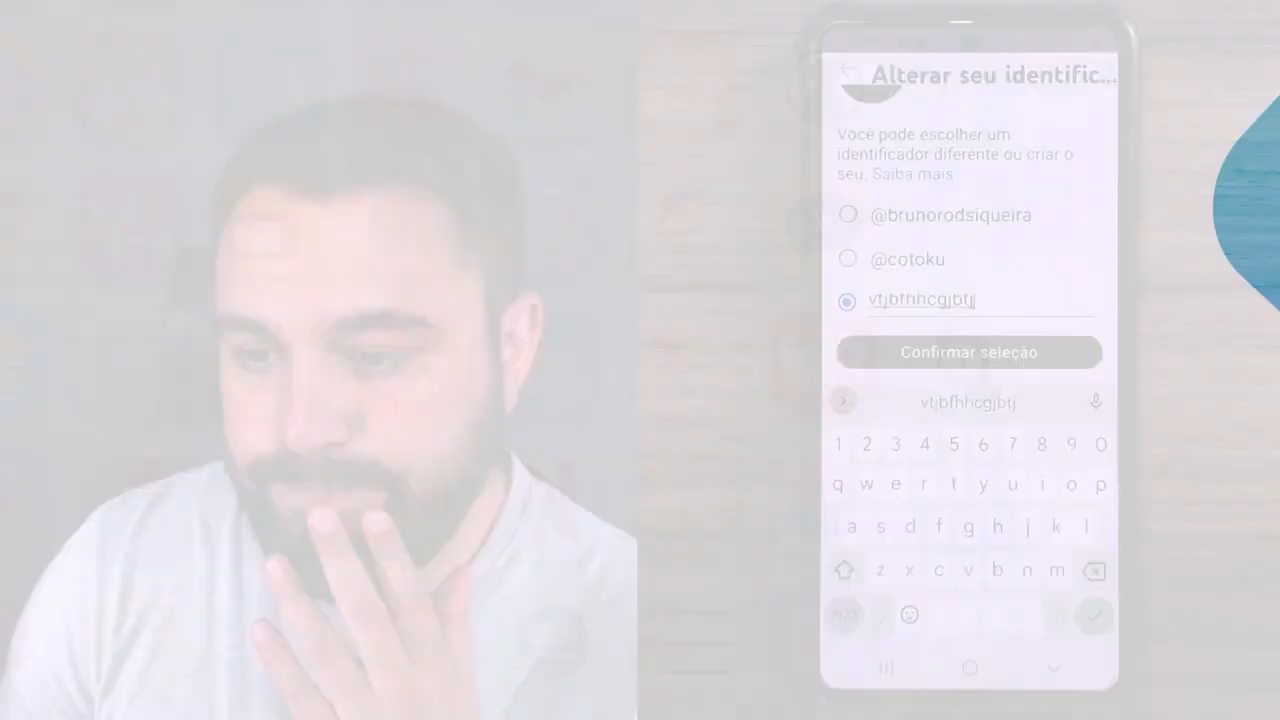 Alterar seu identific...
Você pode escolher um
identificador diferente ou criar o
seu. Saiba mais
@brunorodsiqueira
@cotoku
vtjbfhhcgjbtj
Confirmar seleção
vtjbfhhcgjbtj
1 2 3 4 5 6 7 8 9 0
q w e r t y u i o p
a s d f g h j k l
z x c v b n m